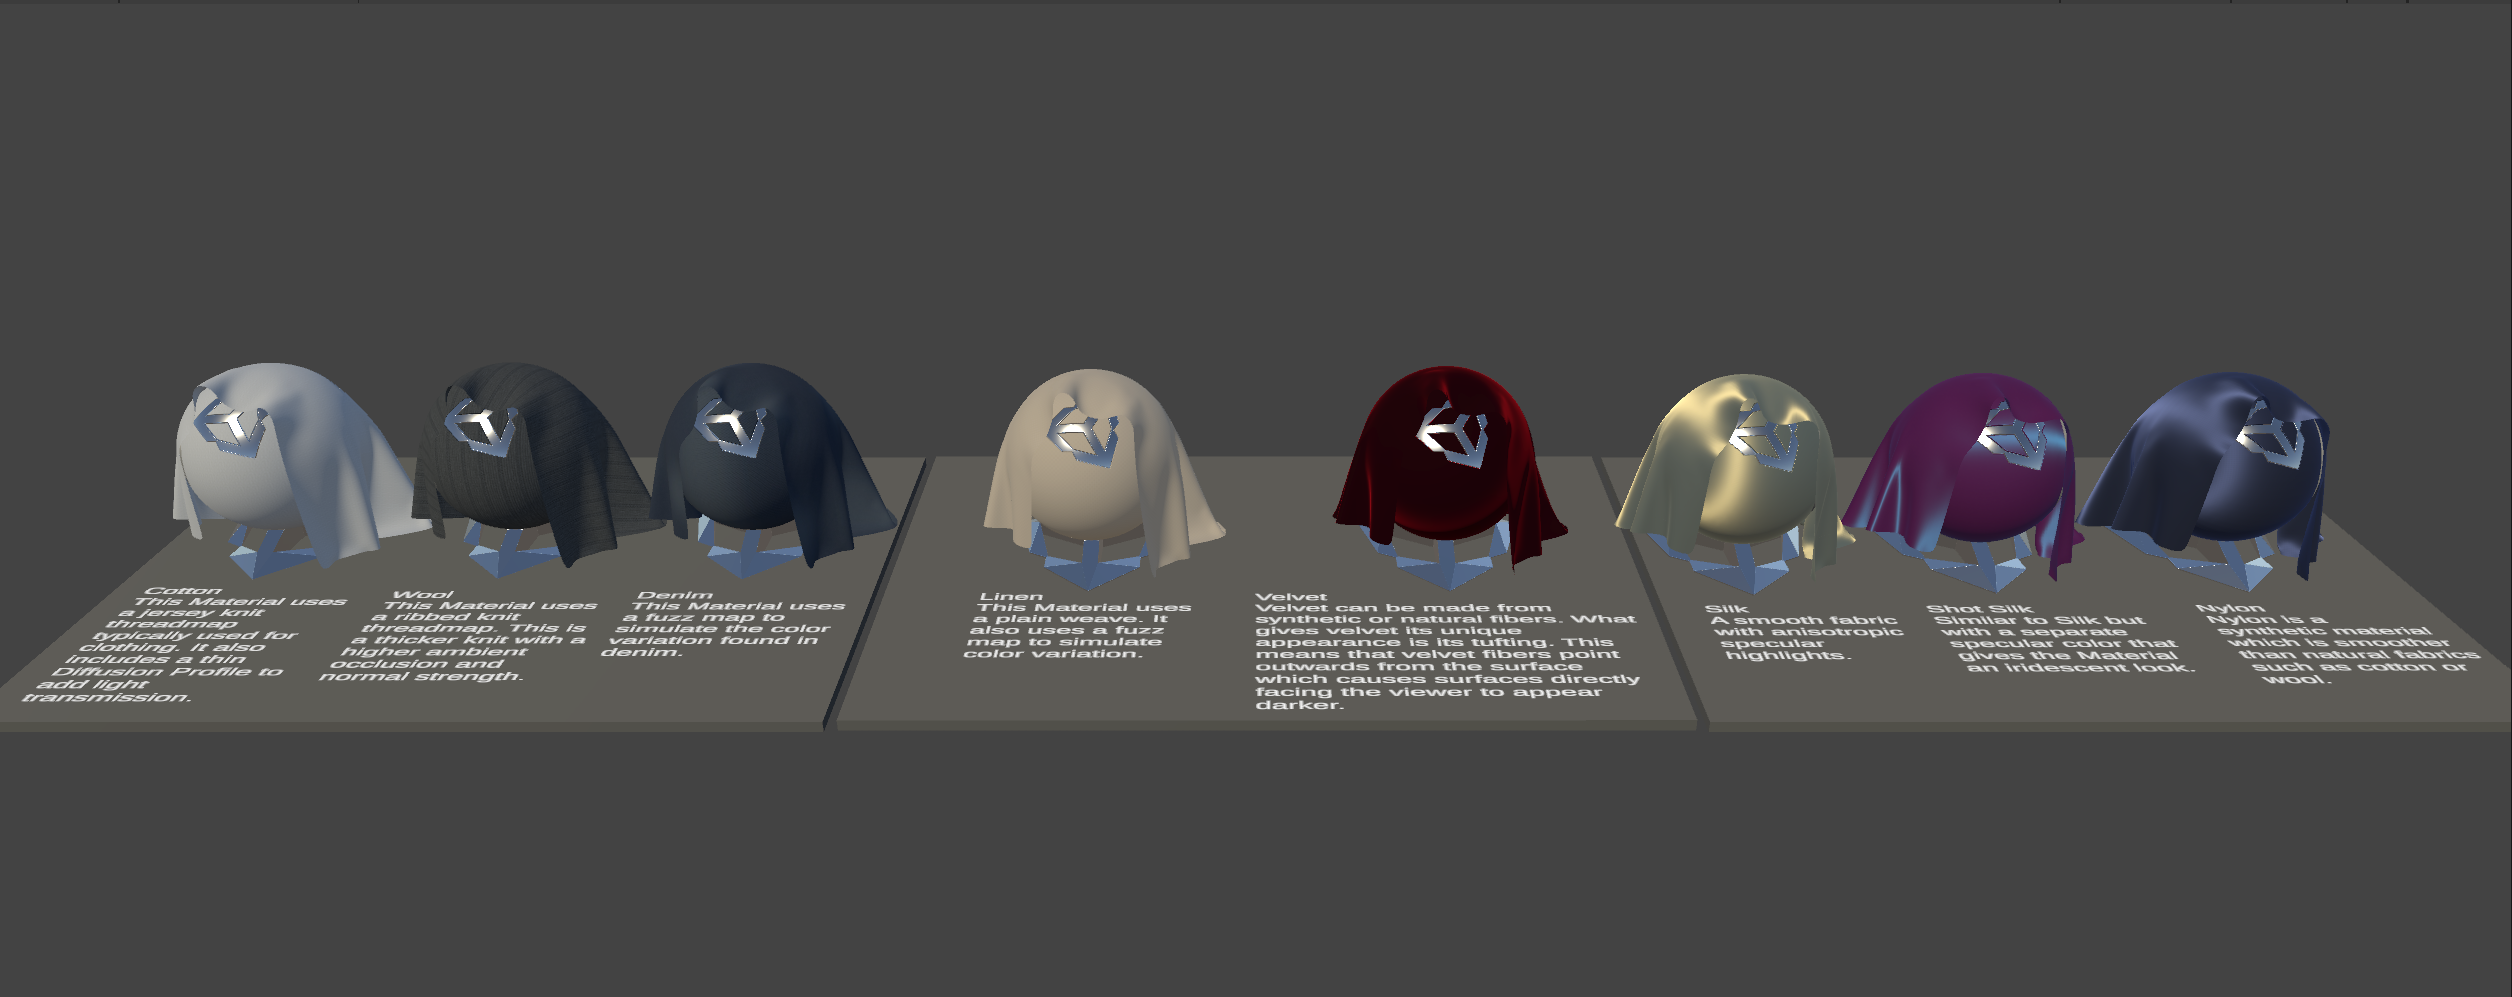 Cotton
This Material uses
a jersey knit
threadmap
typically used for
clothing. It also
includes a thin
Diffusion Profile to
add light
transmission.
Wool
This Material uses
a ribbed knit
threadmap. This is
a thicker knit with a
higher ambient
occlusion and
normal strength.
Denim
This Material uses
a fuzz map to
simulate the color
variation found in
denim.
Linen
This Material uses
a plain weave. It
also uses a fuzz
map to simulate
color variation.
Velvet
Velvet can be made from
synthetic or natural fibers. What
gives velvet its unique
appearance is its tufting. This
means that velvet fibers point
outwards from the surface
which causes surfaces directly
facing the viewer to appear
darker.
Silk
A smooth fabric
with anisotropic
specular
highlights.
Shot Silk
Similar to Silk but
with a separate
specular color that
gives the Material
an iridescent look.
Nylon
Nylon is a
synthetic material
which is smoother
than natural fabrics
such as cotton or
wool.